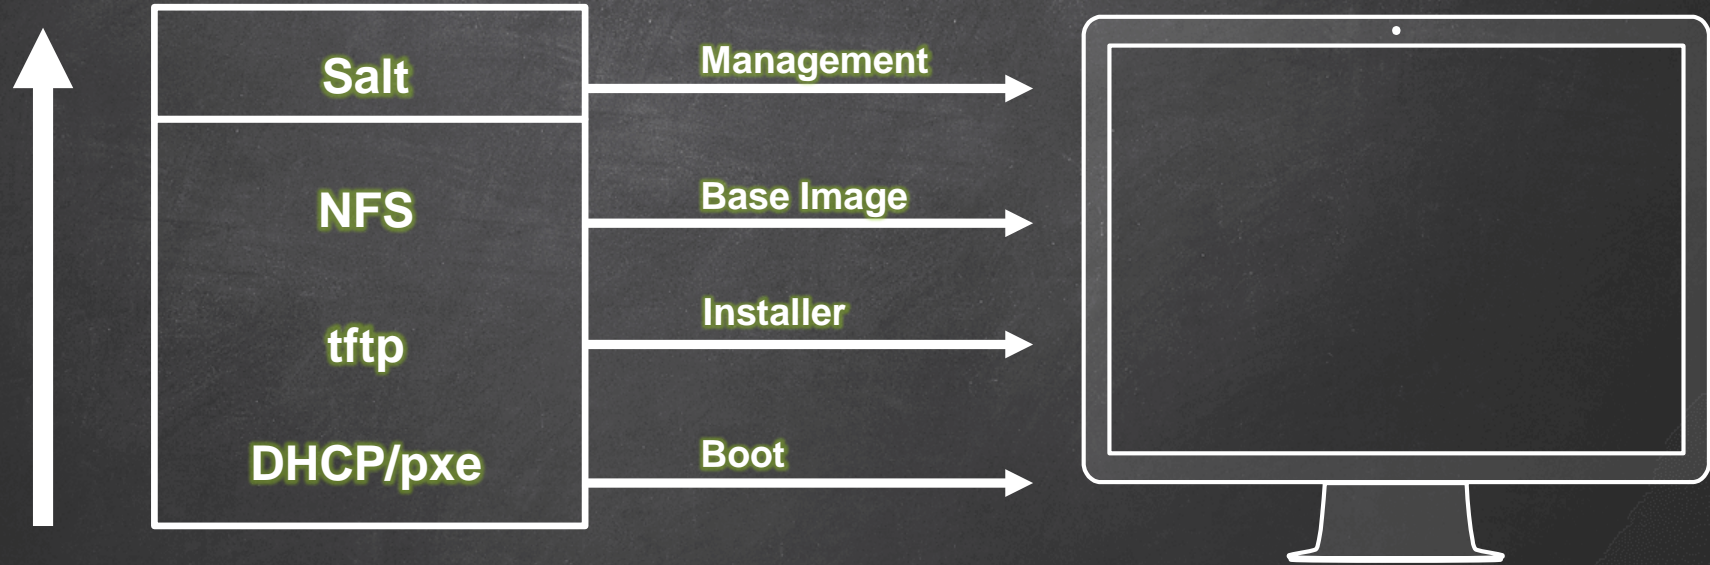 Salt
Management
NFS
Base Image
tftp
Installer
DHCP/pxe
Boot